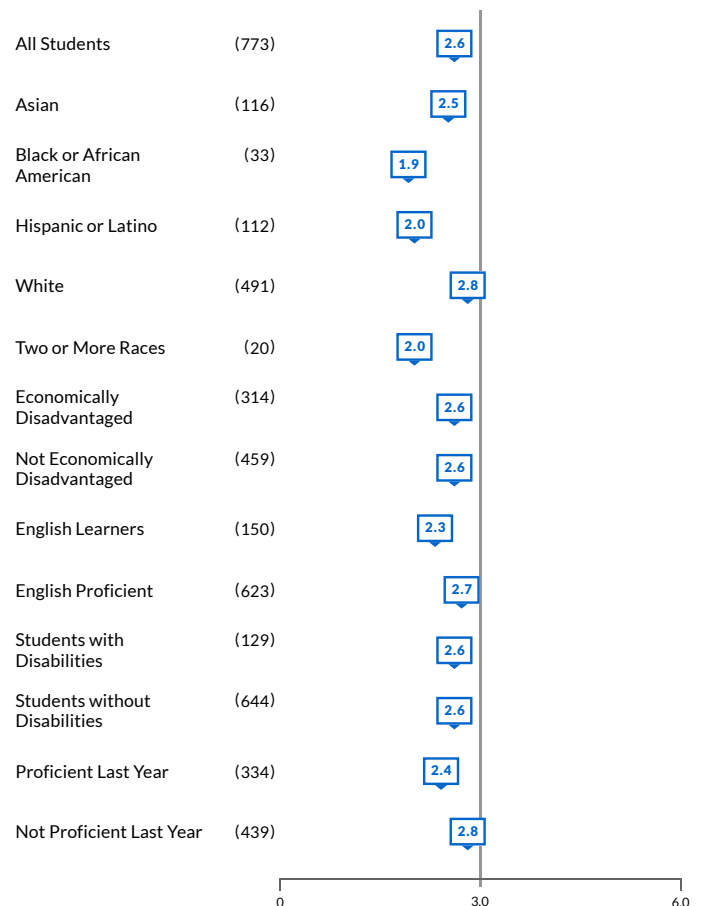 All Students (773) 2.6
Asian (116) 2.5
Black or African (33) 1.9
American
Hispanic or Latino (112) 2.0
White (491) 2.8
Two or More Races (20) 2.0
Economically (314) 2.6
Disadvantaged
Not Economically (459) 2.6
Disadvantaged
English Learners (150) 2.3
English Proficient (623) 2.7
Students with (129) 2.6
Disabilities
Students without (644) 2.6
Disabilities
Proficient Last Year (334) 2.4
Not Proficient Last Year (439) 2.8
0 3.0 6.0